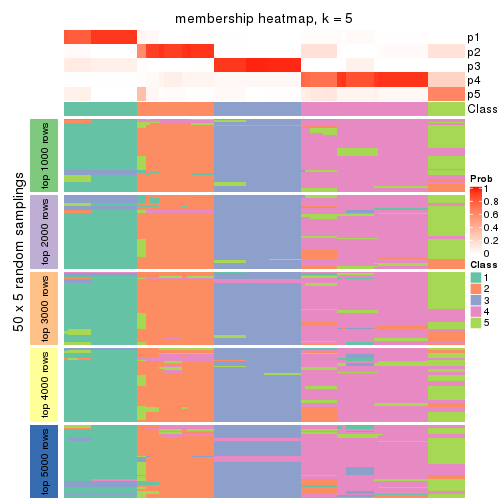 membership heatmap, k = 5
p1
p2
p3
p4
p5
Class
50 x 5 random samplings
top 1000 rows
top 2000 rows
top 3000 rows
top 4000 rows
top 5000 rows
Prob
1
0.8
0.6
0.4
0.2
0
Class
1
2
3
4
5